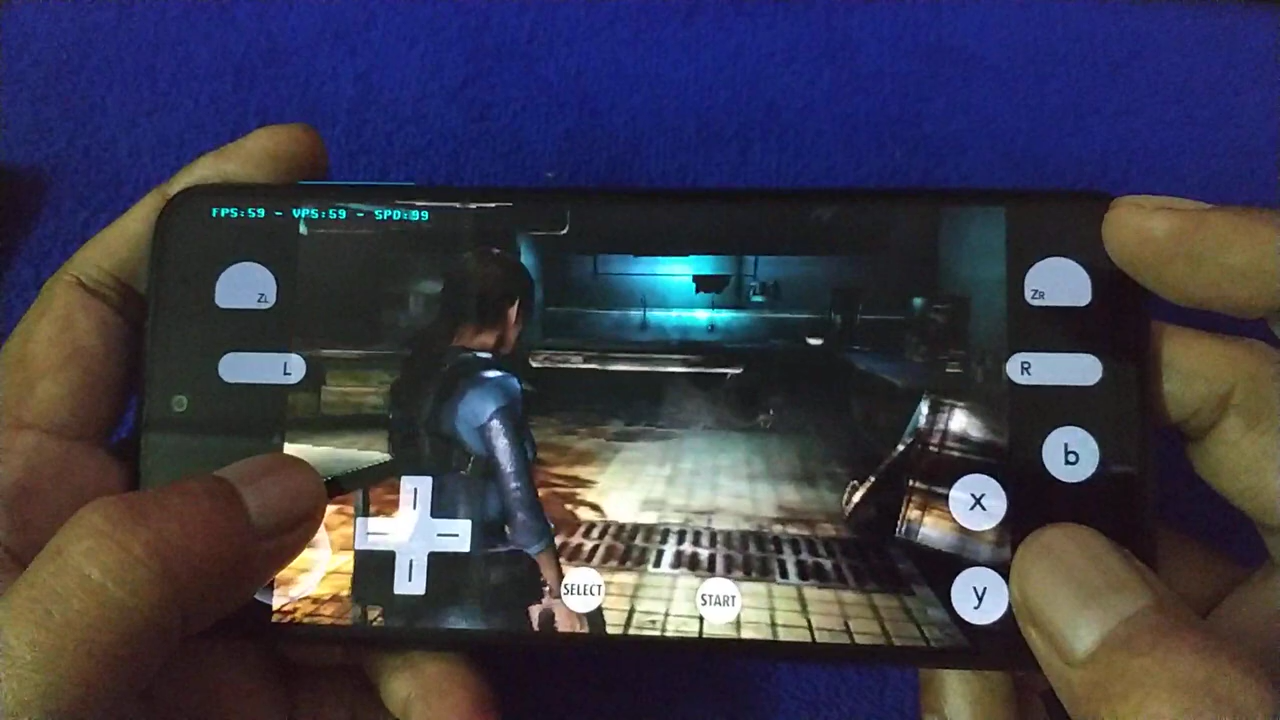 FPS:59 - VPS:59 - SPD:99
ZL
ZR
L
R
b
x
SELECT
START
y